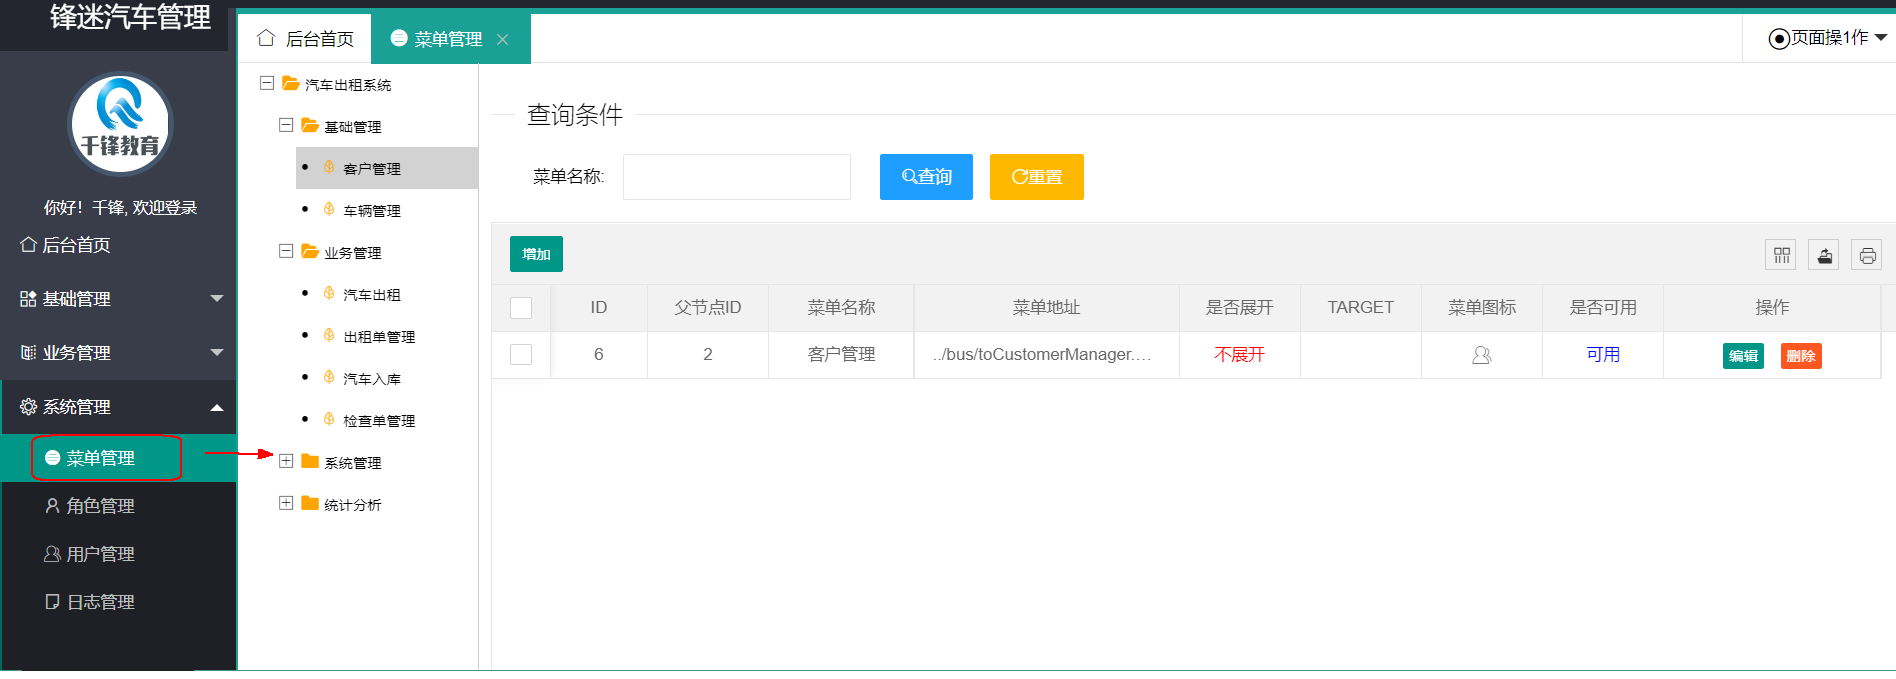 锋迷汽车管理
千锋教育
你好！千锋, 欢迎登录
后台首页
基础管理
业务管理
系统管理
菜单管理
角色管理
用户管理
日志管理
后台首页
菜单管理
页面操1作
汽车出租系统
基础管理
客户管理
车辆管理
业务管理
汽车出租
出租单管理
汽车入库
检查单管理
系统管理
统计分析
查询条件
菜单名称:
查询
重置
增加
ID 父节点ID 菜单名称 菜单地址 是否展开 TARGET 菜单图标 是否可用 操作
6 2 客户管理 ../bus/toCustomerManager.... 不展开 可用 编辑 删除